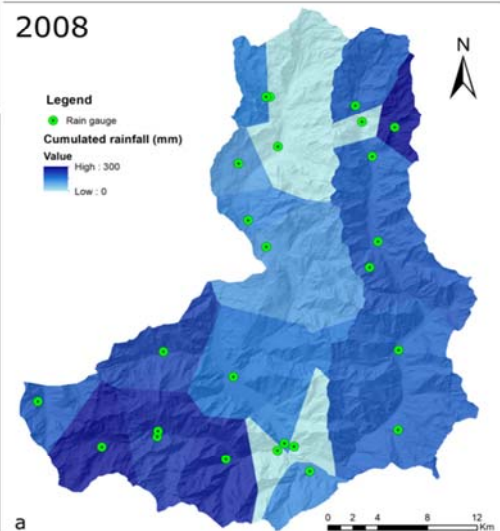 2008
N
Legend
Rain gauge
Cumulated rainfall (mm)
Value
High : 300
Low : 0
a
0 2 4 8 12
Km